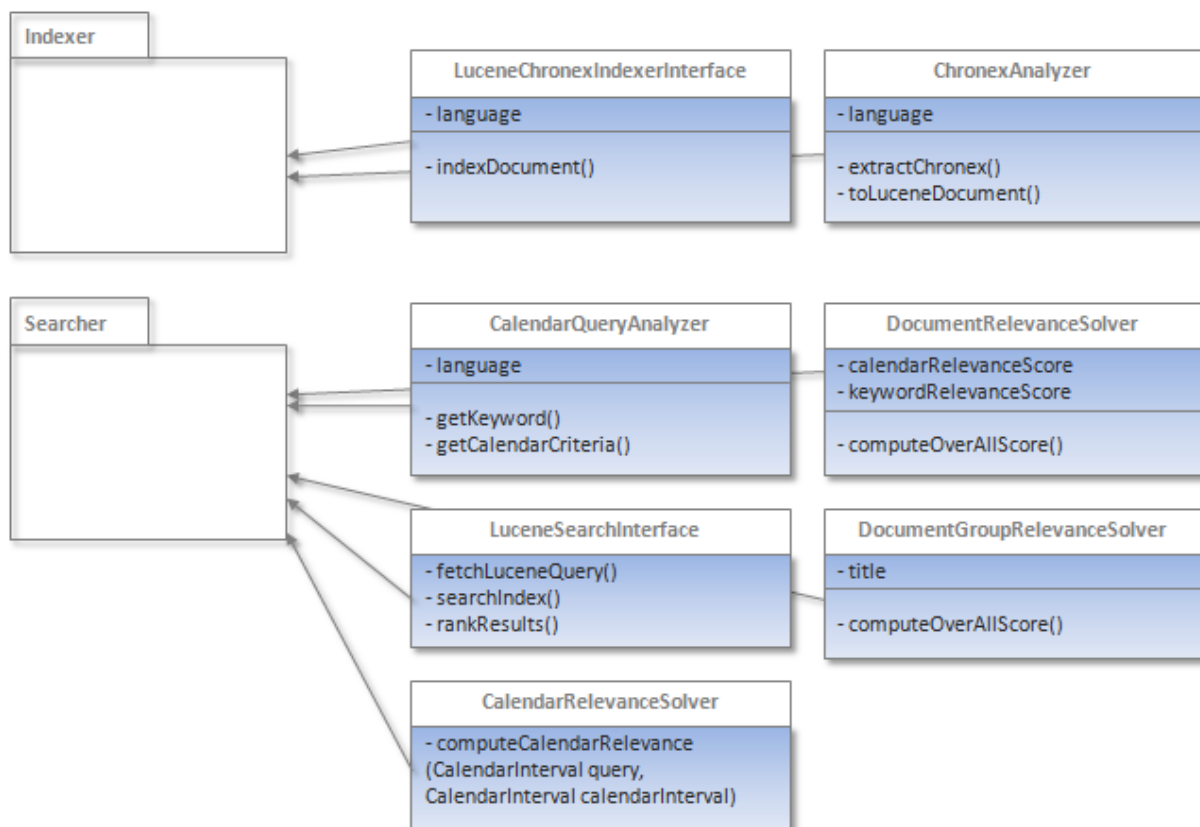 Indexer
LuceneChronexIndexerInterface
- language
- indexDocument()
ChronexAnalyzer
- language
- extractChronex()
- toLuceneDocument()
Searcher
CalendarQueryAnalyzer
- language
- getKeyword()
- getCalendarCriteria()
DocumentRelevanceSolver
- calendarRelevanceScore
- keywordRelevanceScore
- computeOverAllScore()
LuceneSearchInterface
- fetchLuceneQuery()
- searchIndex()
- rankResults()
DocumentGroupRelevanceSolver
- title
- computeOverAllScore()
CalendarRelevanceSolver
- computeCalendarRelevance
(CalendarInterval query,
CalendarInterval calendarInterval)